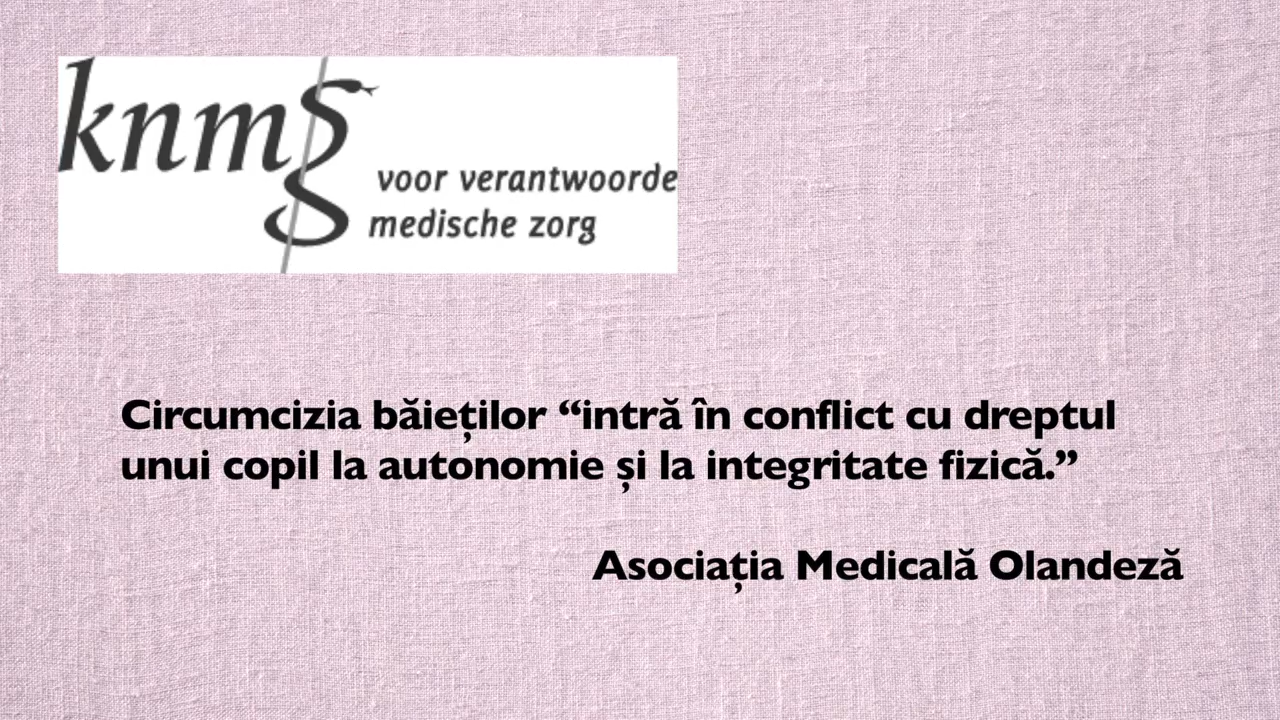 knmg
voor verantwoorde
medische zorg
Circumcizia băieților “intră în conflict cu dreptul
unui copil la autonomie și la integritate fizică.”
Asociația Medicală Olandeză